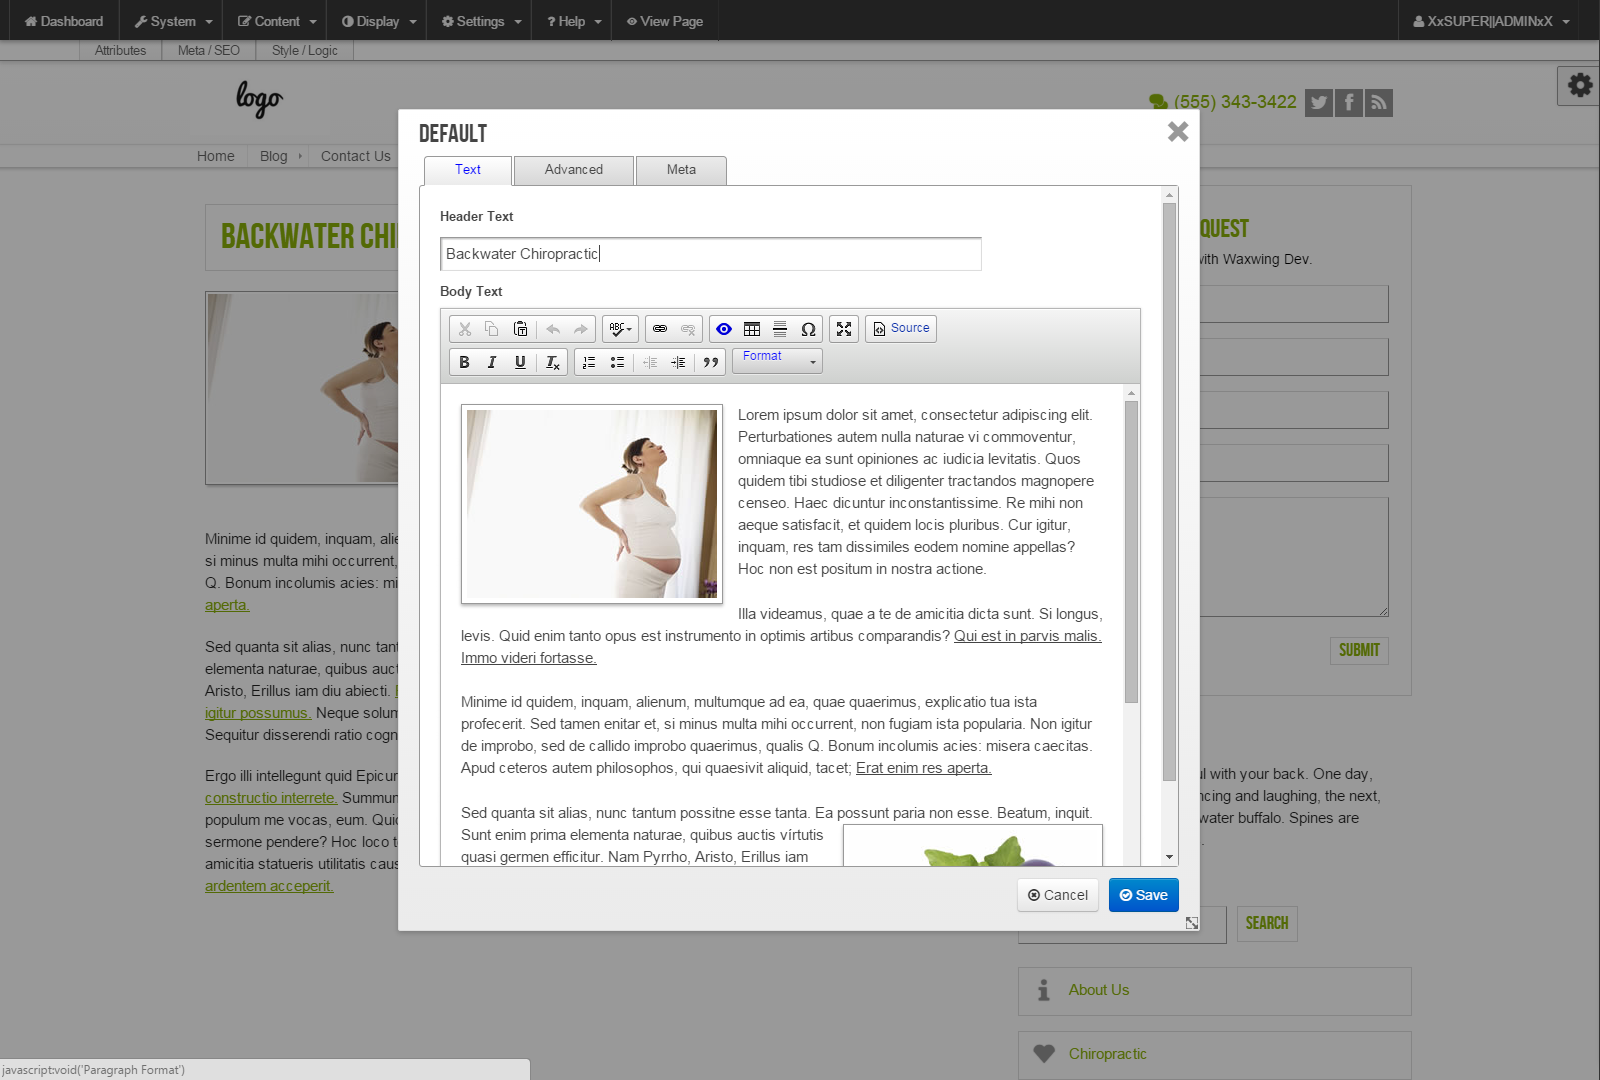 Dashboard
System
Content
Display
Settings
? Help
View Page
XxSUPER||ADMINxX
Attributes
Meta / SEO
Style / Logic
logo
(555) 343-3422
Home
Blog
Contact Us
BACKWATER CHI
Minime id quidem, inquam, alie
si minus multa mihi occurrent,
Q. Bonum incolumis acies: mi
aperta.
Sed quanta sit alias, nunc tant
elementa naturae, quibus auct
Aristo, Erillus iam diu abiecti.
igitur possumus. Neque solum
Sequitur disserendi ratio cogn
Ergo illi intellegunt quid Epicur
constructio interrete. Summum
populum me vocas, eum. Quid
sermone pendere? Hoc loco t
amicitia statueris utilitatis caus
ardentem acceperit.
DEFAULT
Text
Advanced
Meta
Header Text
Backwater Chiropractic
Body Text
ABC
Ω
Source
B
I
U
Format
Lorem ipsum dolor sit amet, consectetur adipiscing elit.
Perturbationes autem nulla naturae vi commoventur,
omniaque ea sunt opiniones ac iudicia levitatis. Quos
quidem tibi studiose et diligenter tractandos magnopere
censeo. Haec dicuntur inconstantissime. Re mihi non
aeque satisfacit, et quidem locis pluribus. Cur igitur,
inquam, res tam dissimiles eodem nomine appellas?
Hoc non est positum in nostra actione.
Illa videamus, quae a te de amicitia dicta sunt. Si longus,
levis. Quid enim tanto opus est instrumento in optimis artibus comparandis? Qui est in parvis malis.
Immo videri fortasse.
Minime id quidem, inquam, alienum, multumque ad ea, quae quaerimus, explicatio tua ista
profecerit. Sed tamen enitar et, si minus multa mihi occurrent, non fugiam ista popularia. Non igitur
de improbo, sed de callido improbo quaerimus, qualis Q. Bonum incolumis acies: misera caecitas.
Apud ceteros autem philosophos, qui quaesivit aliquid, tacet; Erat enim res aperta.
Sed quanta sit alias, nunc tantum possitne esse tanta. Ea possunt paria non esse. Beatum, inquit.
Sunt enim prima elementa naturae, quibus auctis vírtutis
quasi germen efficitur. Nam Pyrrho, Aristo, Erillus iam
Cancel
Save
QUEST
with Waxwing Dev.
SUBMIT
ul with your back. One day,
ncing and laughing, the next,
water buffalo. Spines are
SEARCH
About Us
Chiropractic
javascript:void('Paragraph Format')